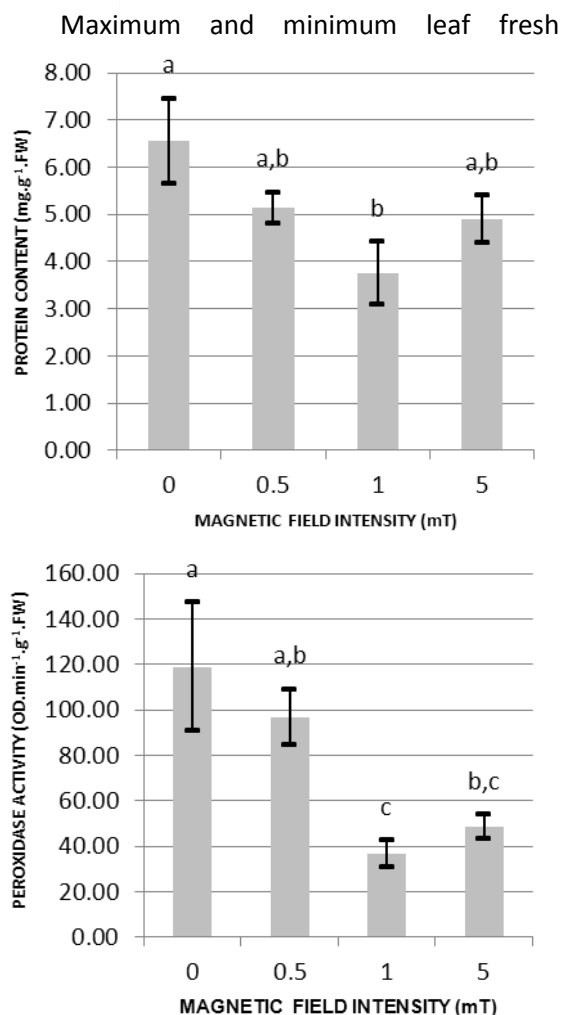 Maximum and minimum leaf fresh
8.00
7.00
6.00
5.00
4.00
3.00
2.00
1.00
0.00
PROTEIN CONTENT (mg.g⁻¹.FW)
a
a,b
b
a,b
0 0.5 1 5
MAGNETIC FIELD INTENSITY (mT)
160.00
140.00
120.00
100.00
80.00
60.00
40.00
20.00
0.00
PEROXIDASE ACTIVITY (OD.min⁻¹.g⁻¹.FW)
a
a,b
c
b,c
0 0.5 1 5
MAGNETIC FIELD INTENSITY (mT)